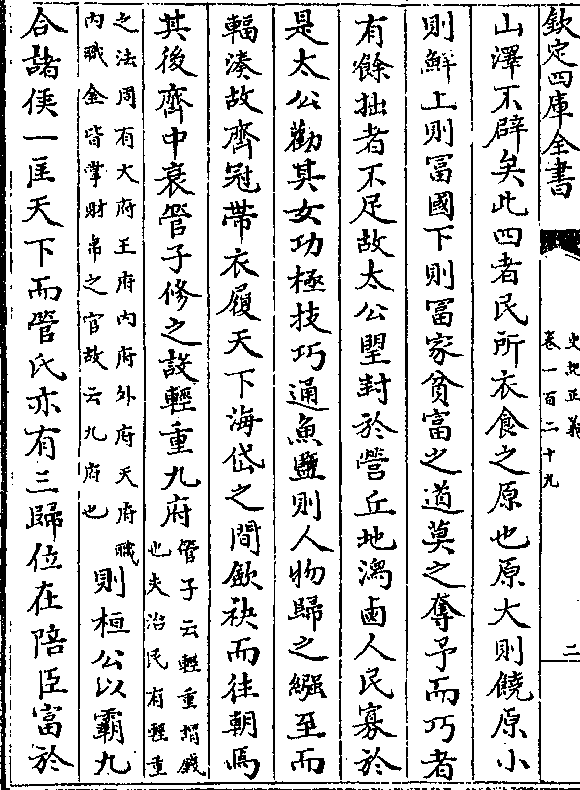 欽定四庫全書
史記正義
卷一百二十九
二
山澤不辟矣此四者民所衣食之原也原大則饒原小
則鮮上則富國下則富家貧富之道莫之奪予而巧者
有餘拙者不足故太公望封於營丘地潟鹵人民寡於
是太公勸其女功極技巧通魚鹽則人物歸之繦至而
輻湊故齊冠帶衣履天下海岱之間歛袂而往朝焉
其後齊中衰管子修之設輕重九府
管子云輕重謂錢
也夫治民有輕重
之法周有大府王府内府外府天府職
内職金皆掌財帛之官故云九府也
則桓公以霸九
合諸侯一匡天下而管氏亦有三歸位在陪臣富於